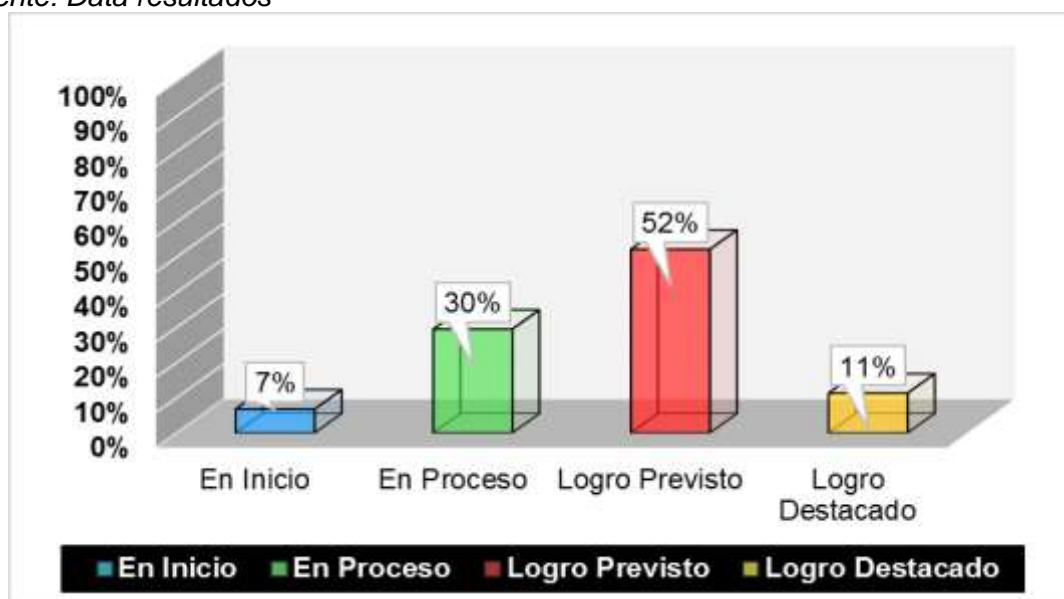 ente: Data resultados
100%
90%
80%
70%
60%
50%
40%
30%
20%
10%
0%
7%
30%
52%
11%
En Inicio
En Proceso
Logro Previsto
Logro
Destacado
En Inicio En Proceso Logro Previsto Logro Destacado